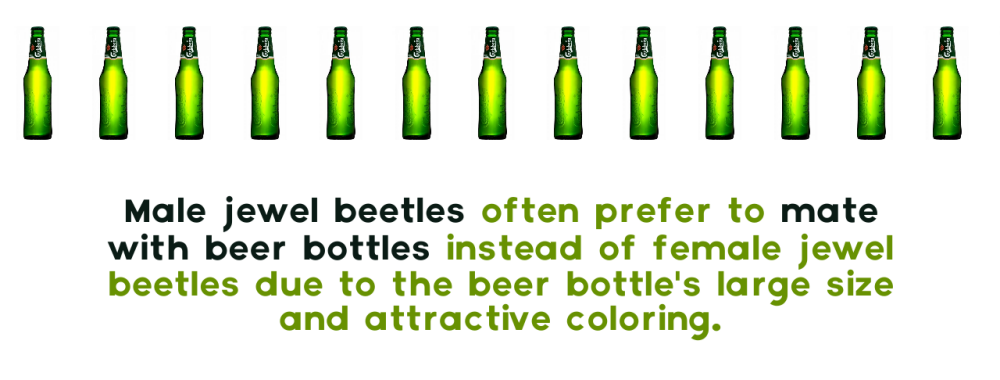 Male jewel beetles often prefer to mate
with beer bottles instead of female jewel
beetles due to the beer bottle's large size
and attractive coloring.